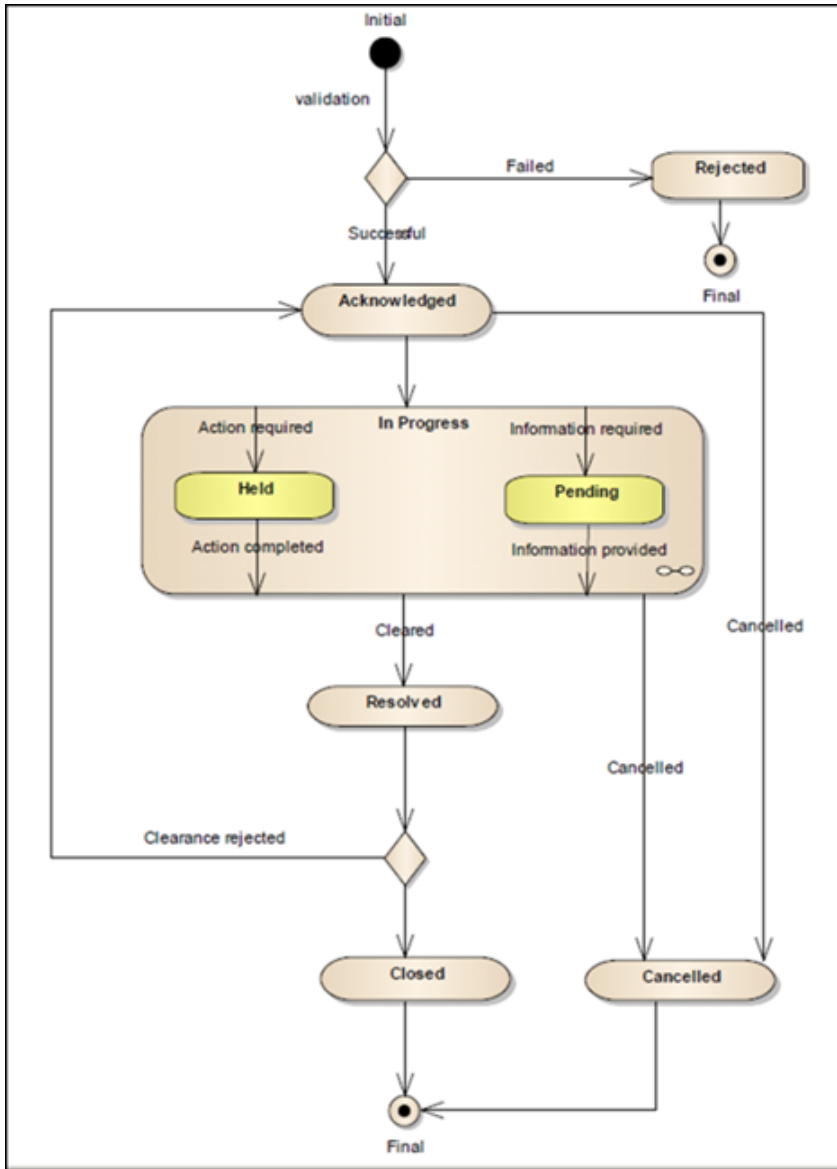 Initial
validation
Failed
Rejected
Successful
Final
Acknowledged
In Progress
Action required
Information required
Held
Pending
Action completed
Information provided
Cleared
Cancelled
Resolved
Cancelled
Clearance rejected
Closed
Cancelled
Final